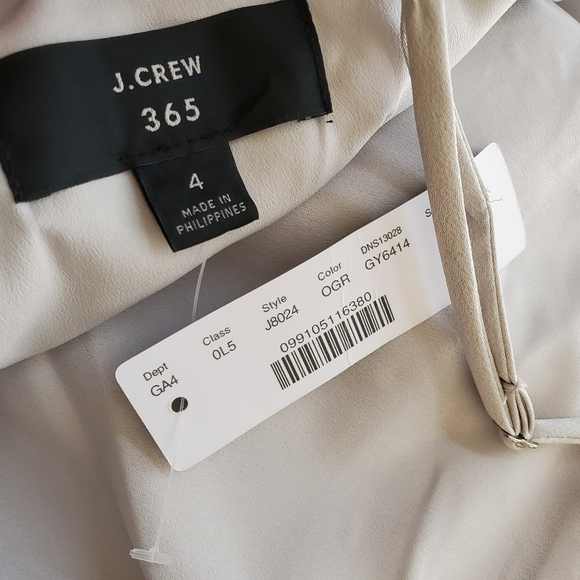 J.CREW
365
4
MADE IN
PHILIPPINES
Dept
GA4
Class
0L5
Style
J8024
Color
OGR
DNS13028
GY6414
099105116380